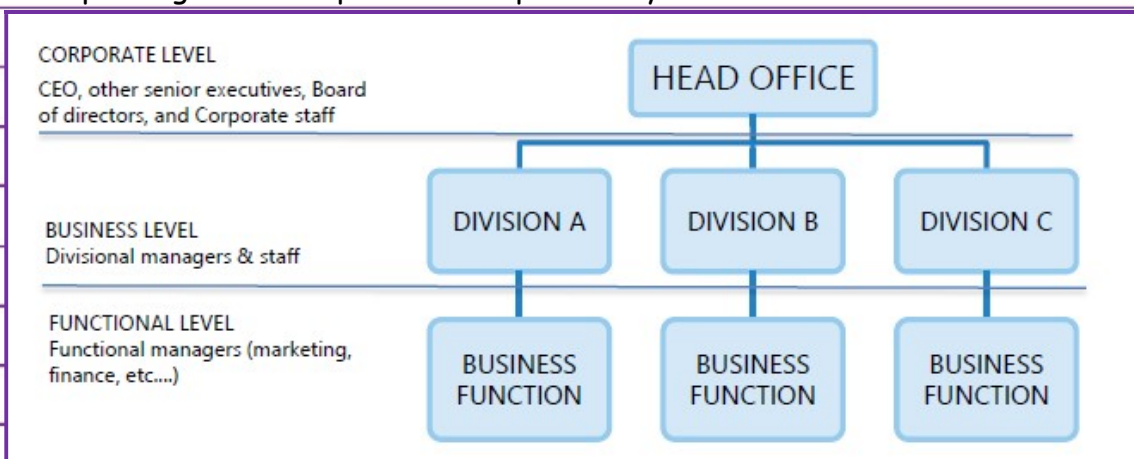 CORPORATE LEVEL
CEO, other senior executives, Board
of directors, and Corporate staff
HEAD OFFICE
BUSINESS LEVEL
Divisional managers & staff
DIVISION A
DIVISION B
DIVISION C
FUNCTIONAL LEVEL
Functional managers (marketing,
finance, etc....)
BUSINESS
FUNCTION
BUSINESS
FUNCTION
BUSINESS
FUNCTION